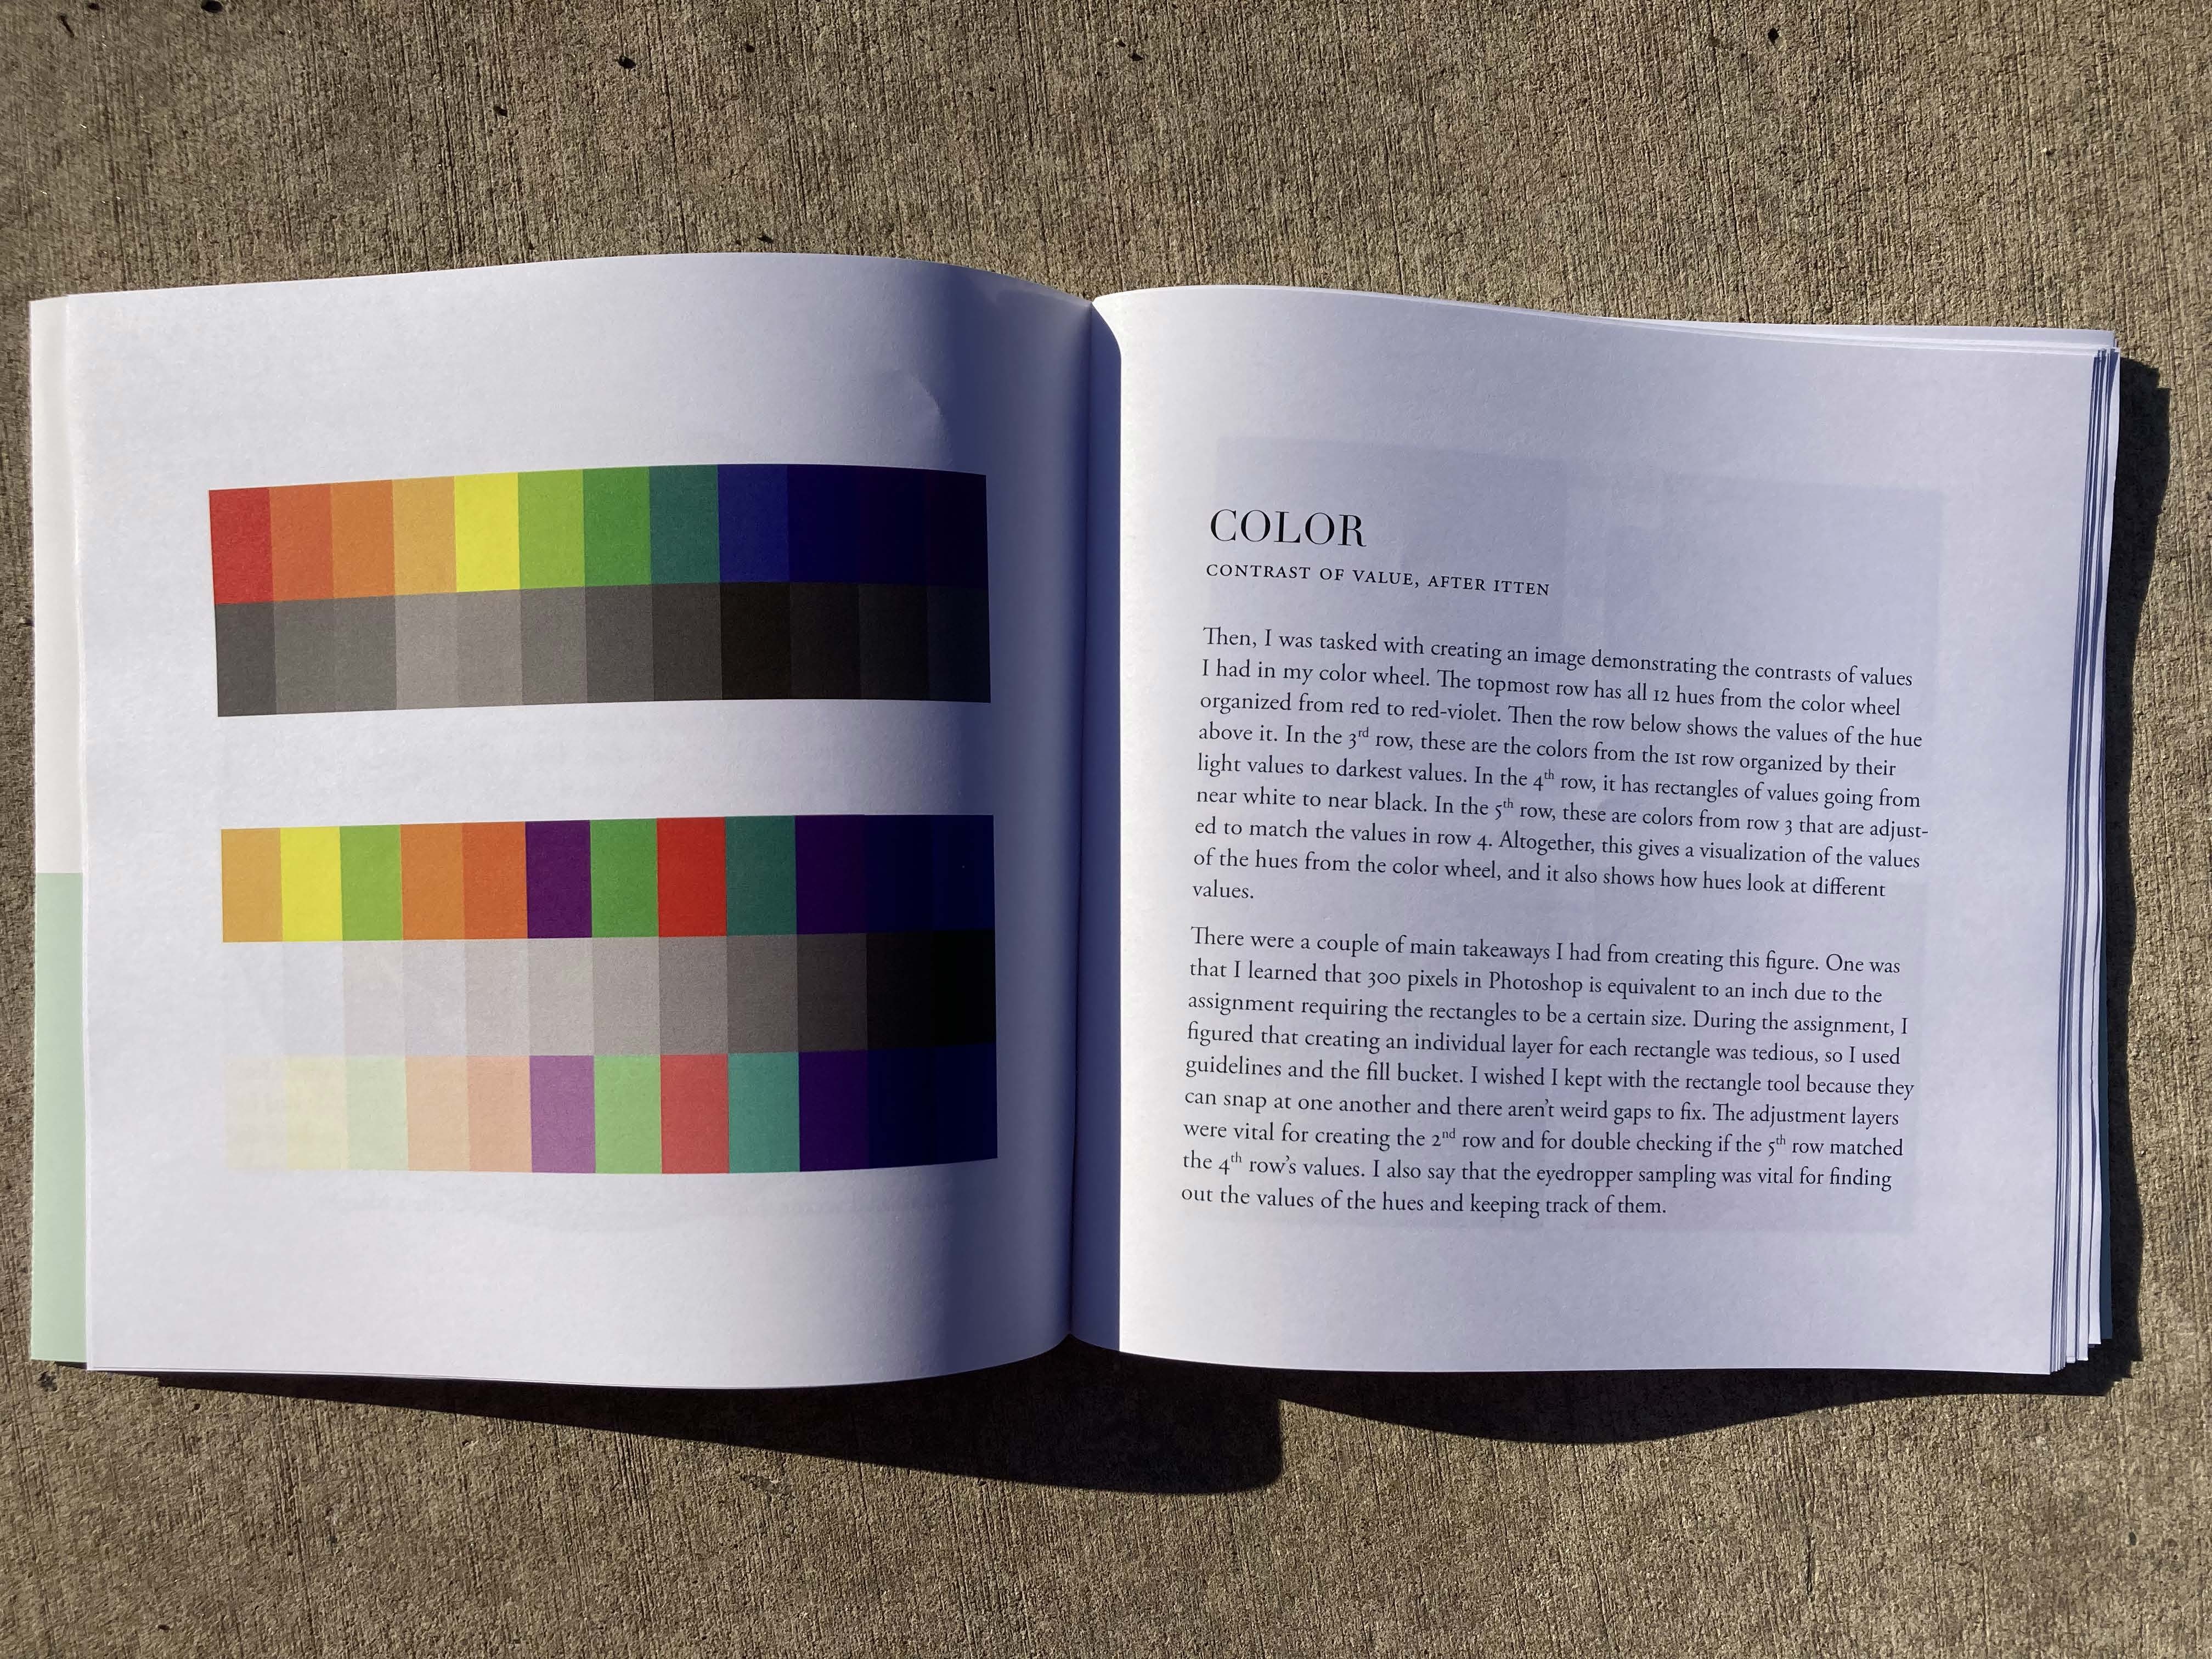 COLOR
CONTRAST OF VALUE, AFTER ITTEN
Then, I was tasked with creating an image demonstrating the contrasts of values
I had in my color wheel. The topmost row has all 12 hues from the color wheel
organized from red to red-violet. Then the row below shows the values of the hue
above it. In the 3rd row, these are the colors from the 1st row organized by their
light values to darkest values. In the 4th row, it has rectangles of values going from
near white to near black. In the 5th row, these are colors from row 3 that are adjust-
ed to match the values in row 4. Altogether, this gives a visualization of the values
of the hues from the color wheel, and it also shows how hues look at different
values.
There were a couple of main takeaways I had from creating this figure. One was
that I learned that 300 pixels in Photoshop is equivalent to an inch due to the
assignment requiring the rectangles to be a certain size. During the assignment, I
figured that creating an individual layer for each rectangle was tedious, so I used
guidelines and the fill bucket. I wished I kept with the rectangle tool because they
can snap at one another and there aren't weird gaps to fix. The adjustment layers
were vital for creating the 2nd row and for double checking if the 5th row matched
the 4th row's values. I also say that the eyedropper sampling was vital for finding
out the values of the hues and keeping track of them.